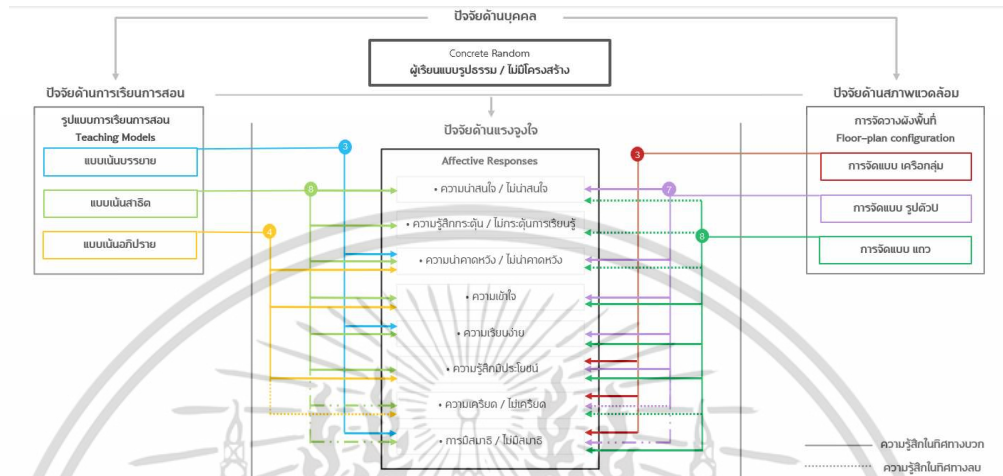 ปัจจัยด้านบุคคล
Concrete Random
ผู้เรียนแบบรูปธรรม / ไม่มีโครงสร้าง
ปัจจัยด้านการเรียนการสอน
ปัจจัยด้านสภาพแวดล้อม
รูปแบบการเรียนการสอน
Teaching Models
แบบเน้นบรรยาย
แบบเน้นสาธิต
แบบเน้นอภิปราย
ปัจจัยด้านแรงจูงใจ
Affective Responses
• ความน่าสนใจ / ไม่น่าสนใจ
• ความรู้สึกกระตุ้น / ไม่กระตุ้นการเรียนรู้
• ความน่าคาดหวัง / ไม่น่าคาดหวัง
• ความเข้าใจ
• ความเรียบง่าย
• ความรู้สึกมีประโยชน์
• ความเครียด / ไม่เครียด
• การมีสมาธิ / ไม่มีสมาธิ
3
8
4
3
7
8
การจัดวางผังพื้นที่
Floor-plan configuration
การจัดแบบ เครือกลุ่ม
การจัดแบบ รูปตัวU
การจัดแบบ แถว
ความรู้สึกในทิศทางบวก
ความรู้สึกในทิศทางลบ